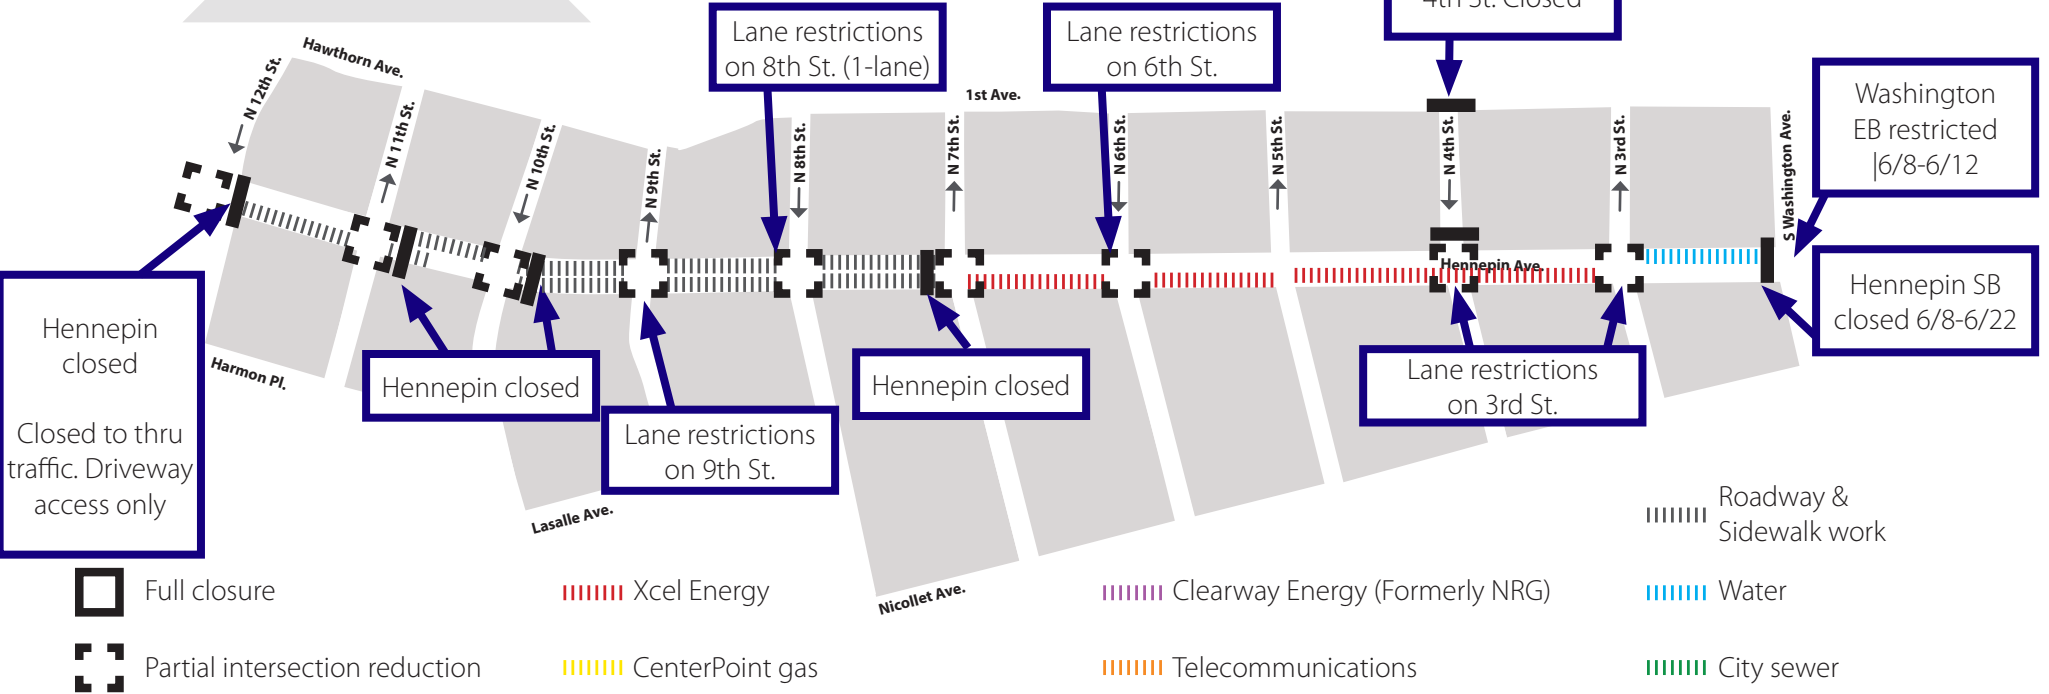 4th St. Closed
Lane restrictions
on 8th St. (1-lane)
Lane restrictions
on 6th St.
Washington
EB restricted
|6/8-6/12
Hennepin SB
closed 6/8-6/22
Hawthorn Ave.
1st Ave.
N 12th St.
N 11th St.
N 10th St.
N 9th St.
N 8th St.
N 7th St.
N 6th St.
N 5th St.
N 4th St.
N 3rd St.
S Washington Ave.
Hennepin Ave.
Hennepin
closed
Closed to thru
traffic. Driveway
access only
Harmon Pl.
Hennepin closed
Lane restrictions
on 9th St.
Hennepin closed
Lane restrictions
on 3rd St.
Lasalle Ave.
Nicollet Ave.
Roadway &
Sidewalk work
Full closure
Xcel Energy
Clearway Energy (Formerly NRG)
Water
Partial intersection reduction
CenterPoint gas
Telecommunications
City sewer